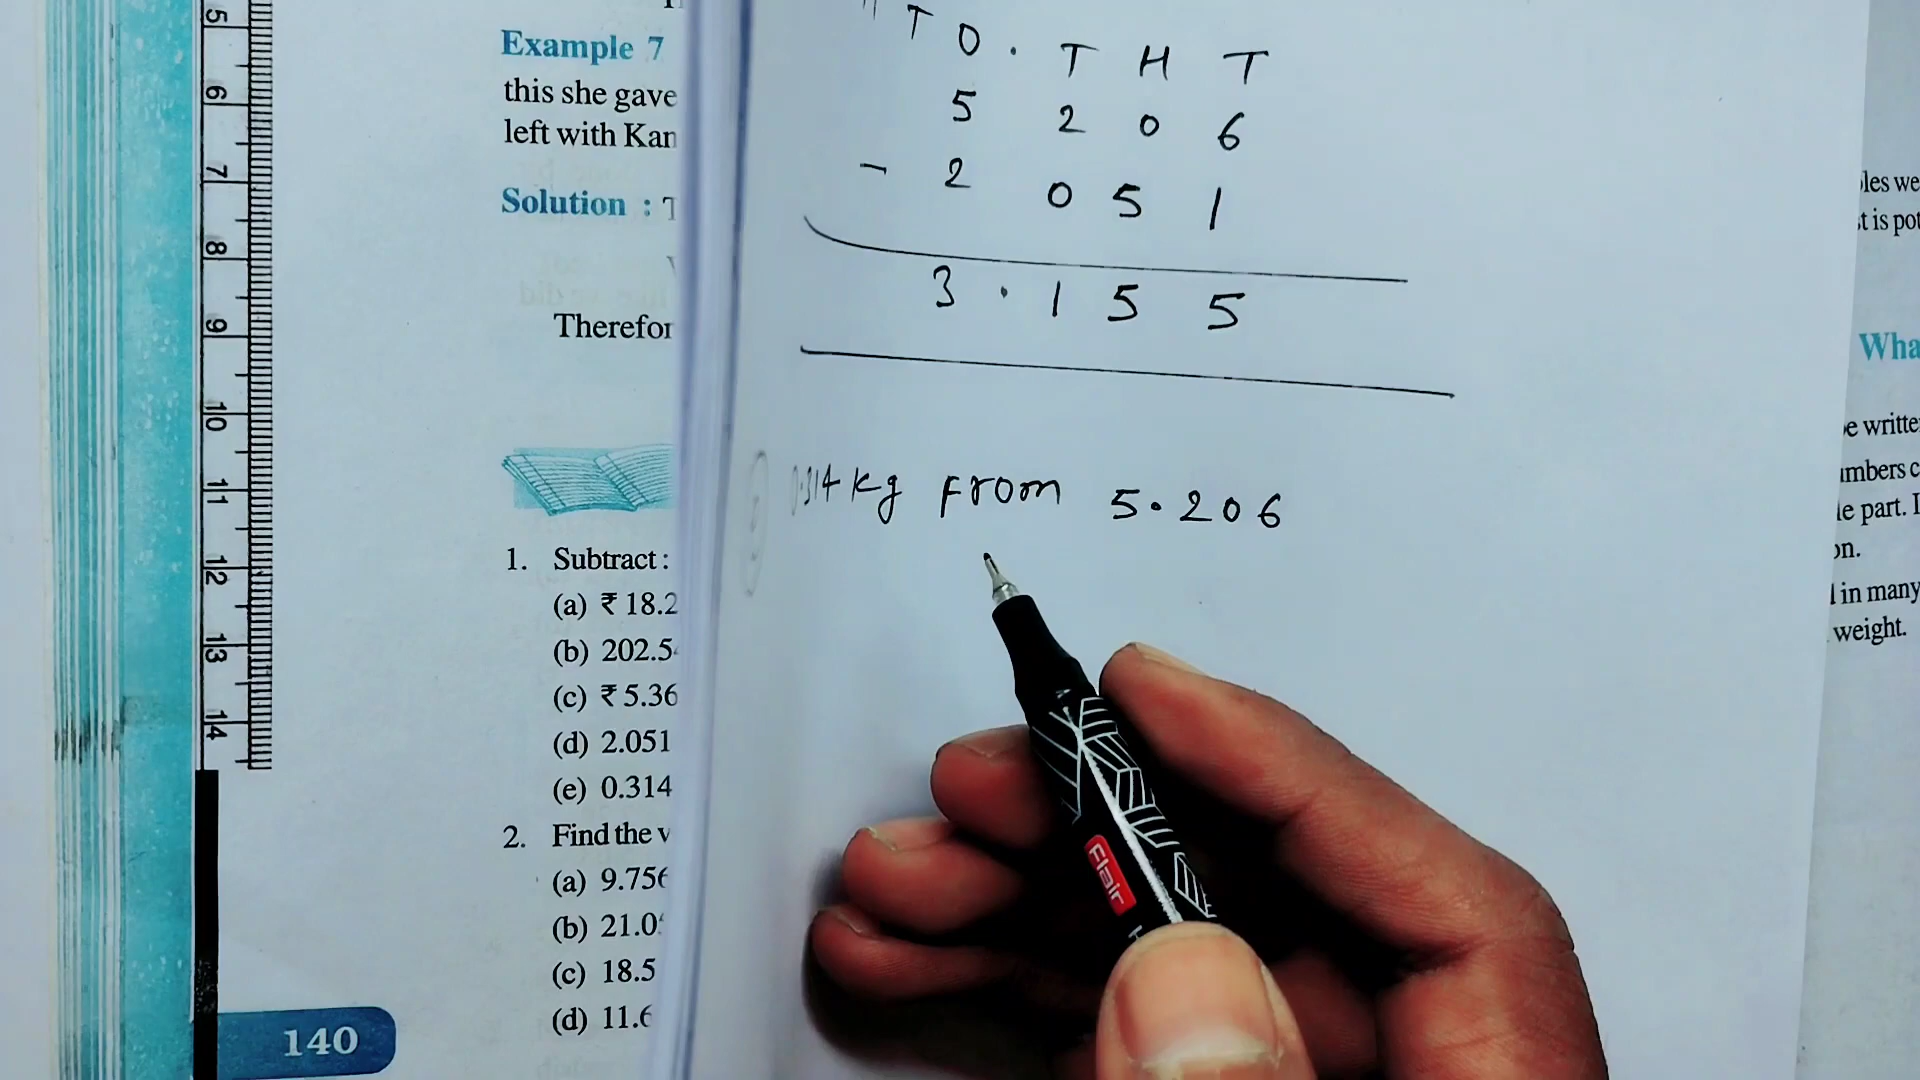 Example 7
this she gave
left with Kan
Solution :
Therefor
1. Subtract :
(a) ₹ 18.2
(b) 202.5
(c) ₹ 5.36
(d) 2.051
(e) 0.314
2. Find the v
(a) 9.756
(b) 21.0
(c) 18.5
(d) 11.6
140
5 6 7 8 9 10 11 12 13 14
T O . T H T
5 2 0 6
- 2 0 5 1
3 . 1 5 5
0.314 kg From 5.206
Flair
les we
t is pot
Wha
e writte
mbers c
e part. I
on.
in many
weight.